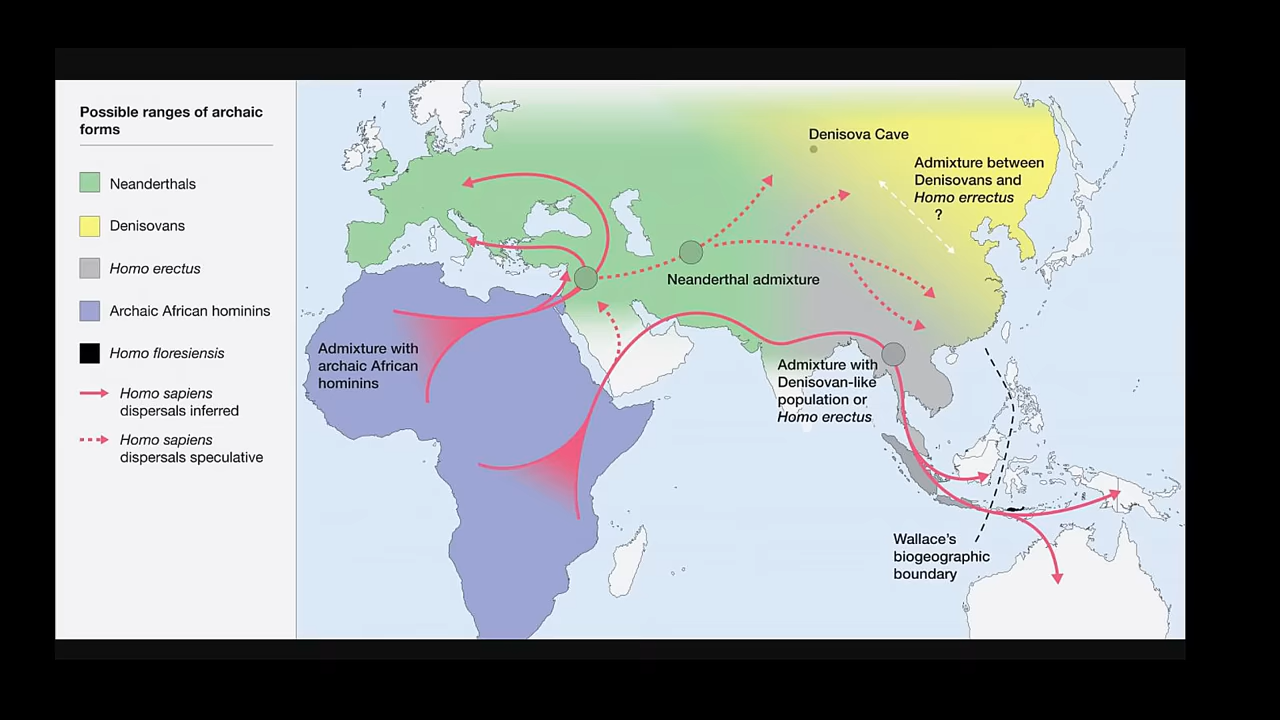 Possible ranges of archaic
forms
Neanderthals
Denisovans
Homo erectus
Archaic African hominins
Homo floresiensis
Homo sapiens
dispersals inferred
Homo sapiens
dispersals speculative
Denisova Cave
Admixture between
Denisovans and
Homo errectus
?
Neanderthal admixture
Admixture with
archaic African
hominins
Admixture with
Denisovan-like
population or
Homo erectus
Wallace's
biogeographic
boundary